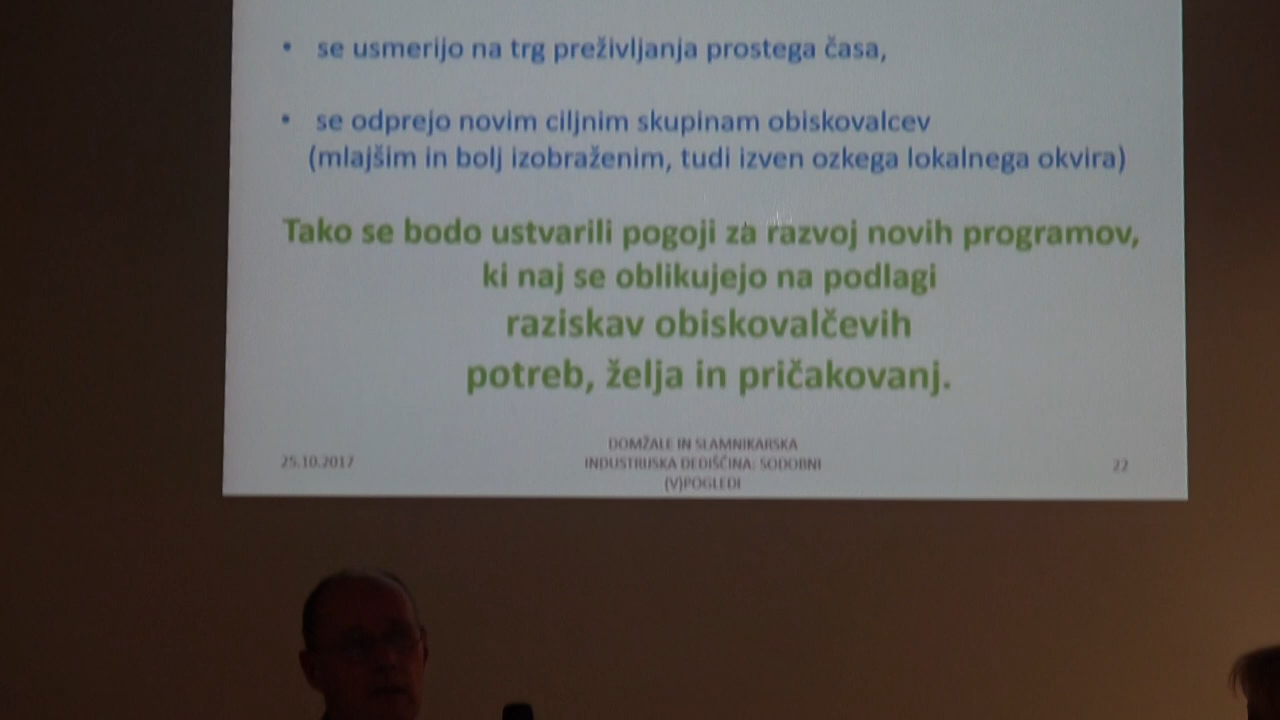 • se usmerijo na trg preživljanja prostega časa,
• se odprejo novim ciljnim skupinam obiskovalcev
(mlajšim in bolj izobraženim, tudi izven ozkega lokalnega okvira)
Tako se bodo ustvarili pogoji za razvoj novih programov,
ki naj se oblikujejo na podlagi
raziskav obiskovalčevih
potreb, želja in pričakovanj.
DOMŽALE IN SLAMNIKARSKA
25.10.2017 INDUSTRIJSKA DEDIŠČINA: SODOBNI 22
(V)POGLEDI